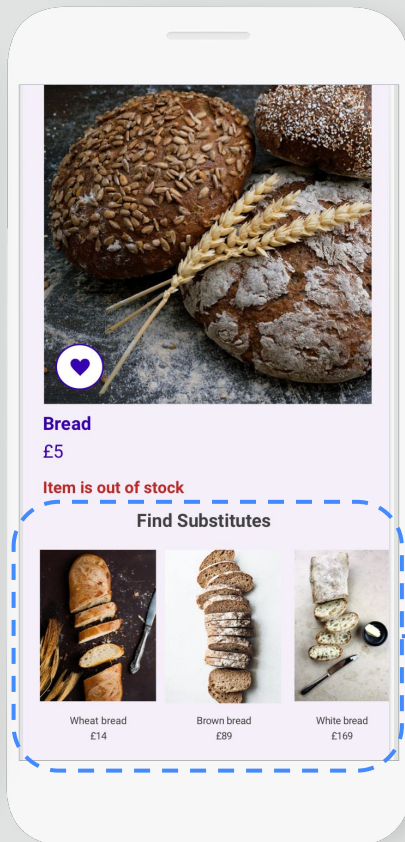 Bread
£5
Item is out of stock
Find Substitutes
Wheat bread
Brown bread
White bread
£14
£89
£169